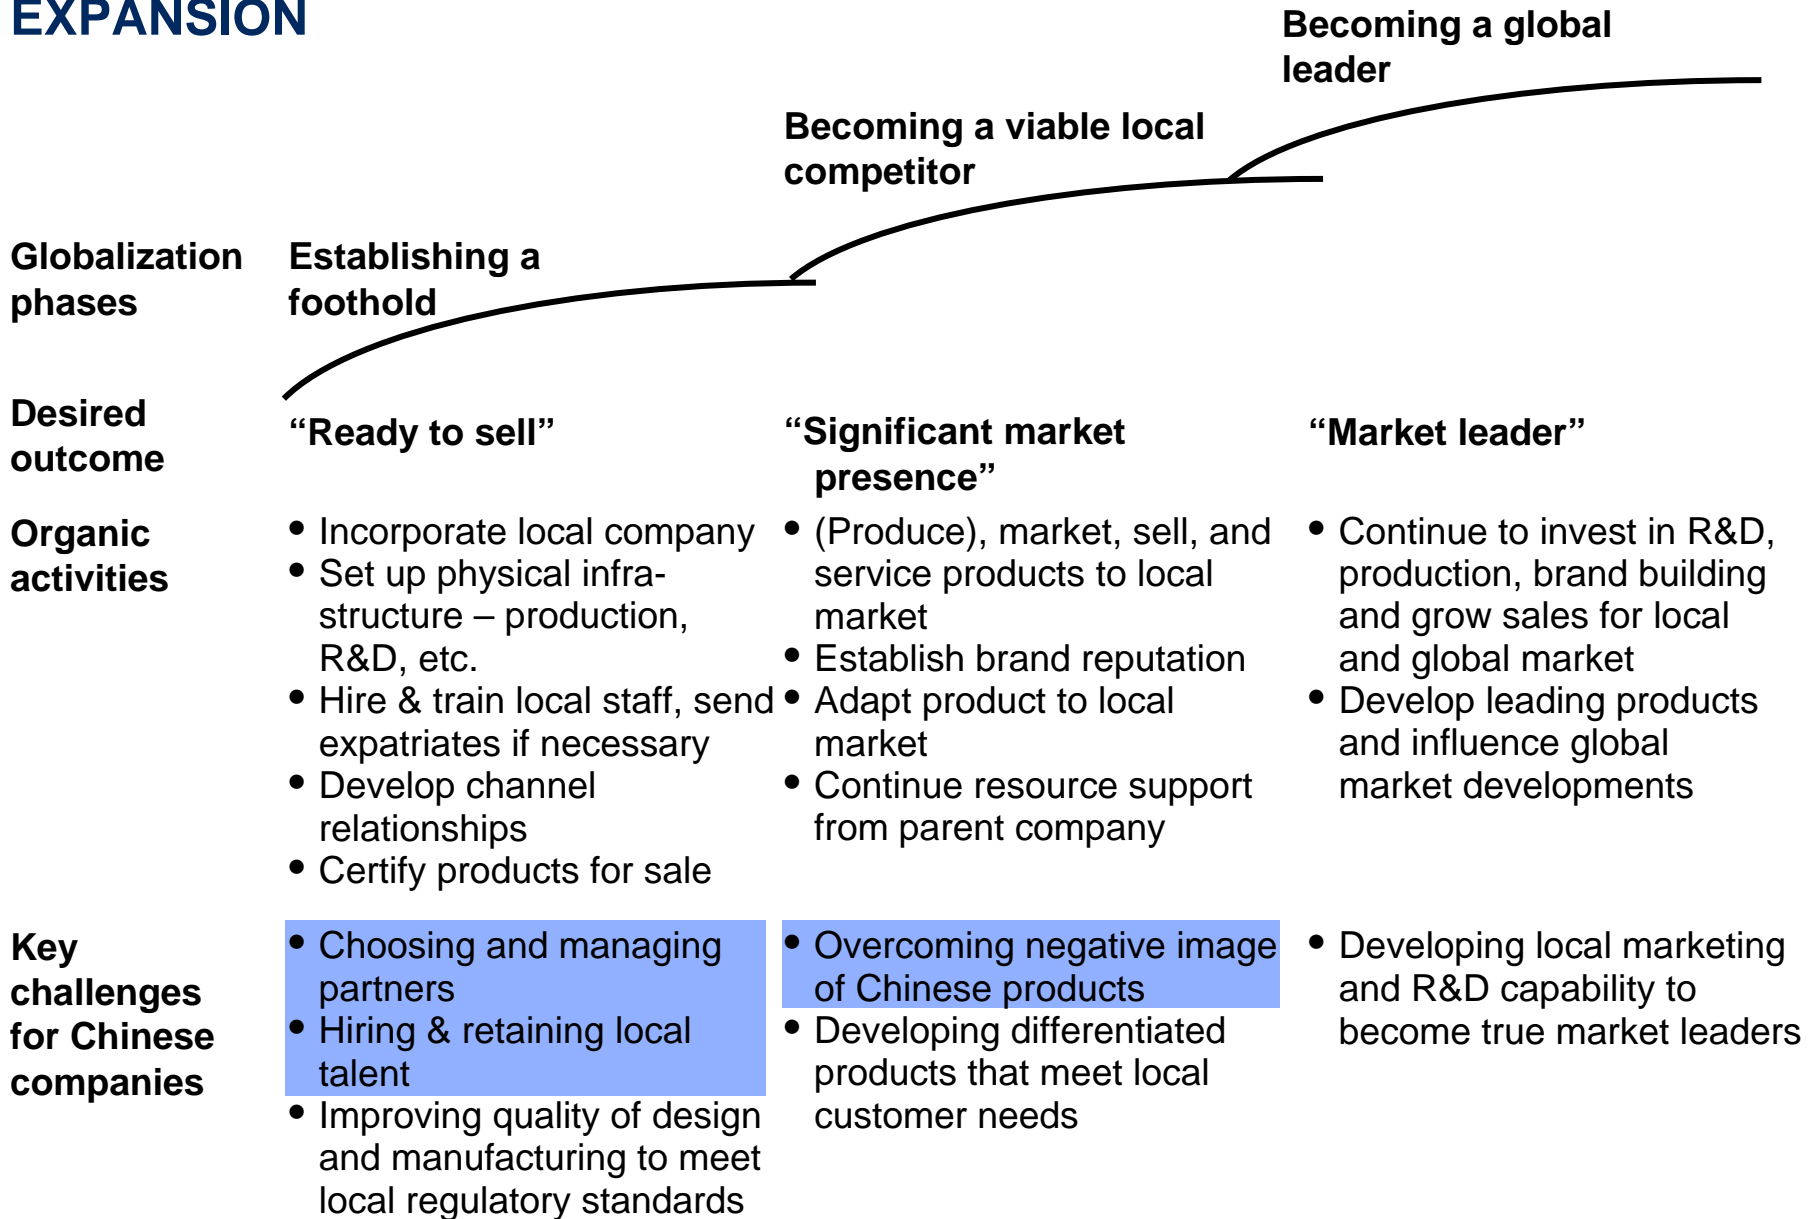 EXPANSION
Becoming a global
leader
Becoming a viable local
competitor
Globalization
phases
Establishing a
foothold
Desired
outcome
“Ready to sell”
“Significant market
presence”
“Market leader”
Organic
activities
• Incorporate local company
• Set up physical infra-
structure – production,
R&D, etc.
• Hire & train local staff, send
expatriates if necessary
• Develop channel
relationships
• Certify products for sale
• (Produce), market, sell, and
service products to local
market
• Establish brand reputation
• Adapt product to local
market
• Continue resource support
from parent company
• Continue to invest in R&D,
production, brand building
and grow sales for local
and global market
• Develop leading products
and influence global
market developments
Key
challenges
for Chinese
companies
• Choosing and managing
partners
• Hiring & retaining local
talent
• Improving quality of design
and manufacturing to meet
local regulatory standards
• Overcoming negative image
of Chinese products
• Developing differentiated
products that meet local
customer needs
• Developing local marketing
and R&D capability to
become true market leaders